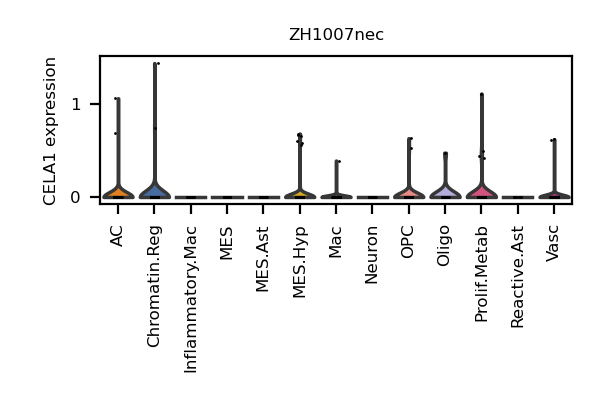 ZH1007nec
CELA1 expression
1
0
AC
Chromatin.Reg
Inflammatory.Mac
MES
MES.Ast
MES.Hyp
Mac
Neuron
OPC
Oligo
Prolif.Metab
Reactive.Ast
Vasc